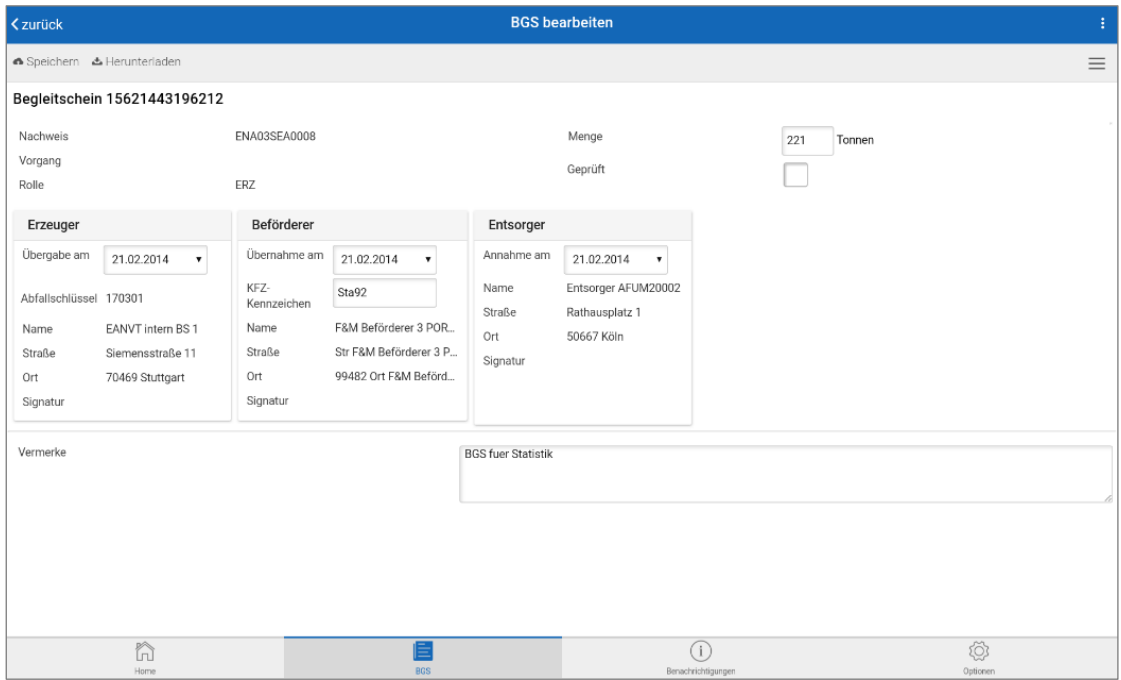 zurück
BGS bearbeiten
Speichern Herunterladen
Begleitschein 15621443196212
Nachweis ENA03SEA0008
Vorgang
Rolle ERZ
Menge 221 Tonnen
Geprüft
Erzeuger
Übergabe am 21.02.2014
Abfallschlüssel 170301
Name EANVT intern BS 1
Straße Siemensstraße 11
Ort 70469 Stuttgart
Signatur
Beförderer
Übernahme am 21.02.2014
KFZ-
Kennzeichen Sta92
Name F&M Beförderer 3 POR...
Straße Str F&M Beförderer 3 P...
Ort 99482 Ort F&M Beförd...
Signatur
Entsorger
Annahme am 21.02.2014
Name Entsorger AFUM20002
Straße Rathausplatz 1
Ort 50667 Köln
Signatur
Vermerke BGS fuer Statistik
Home BGS Benachrichtigungen Optionen